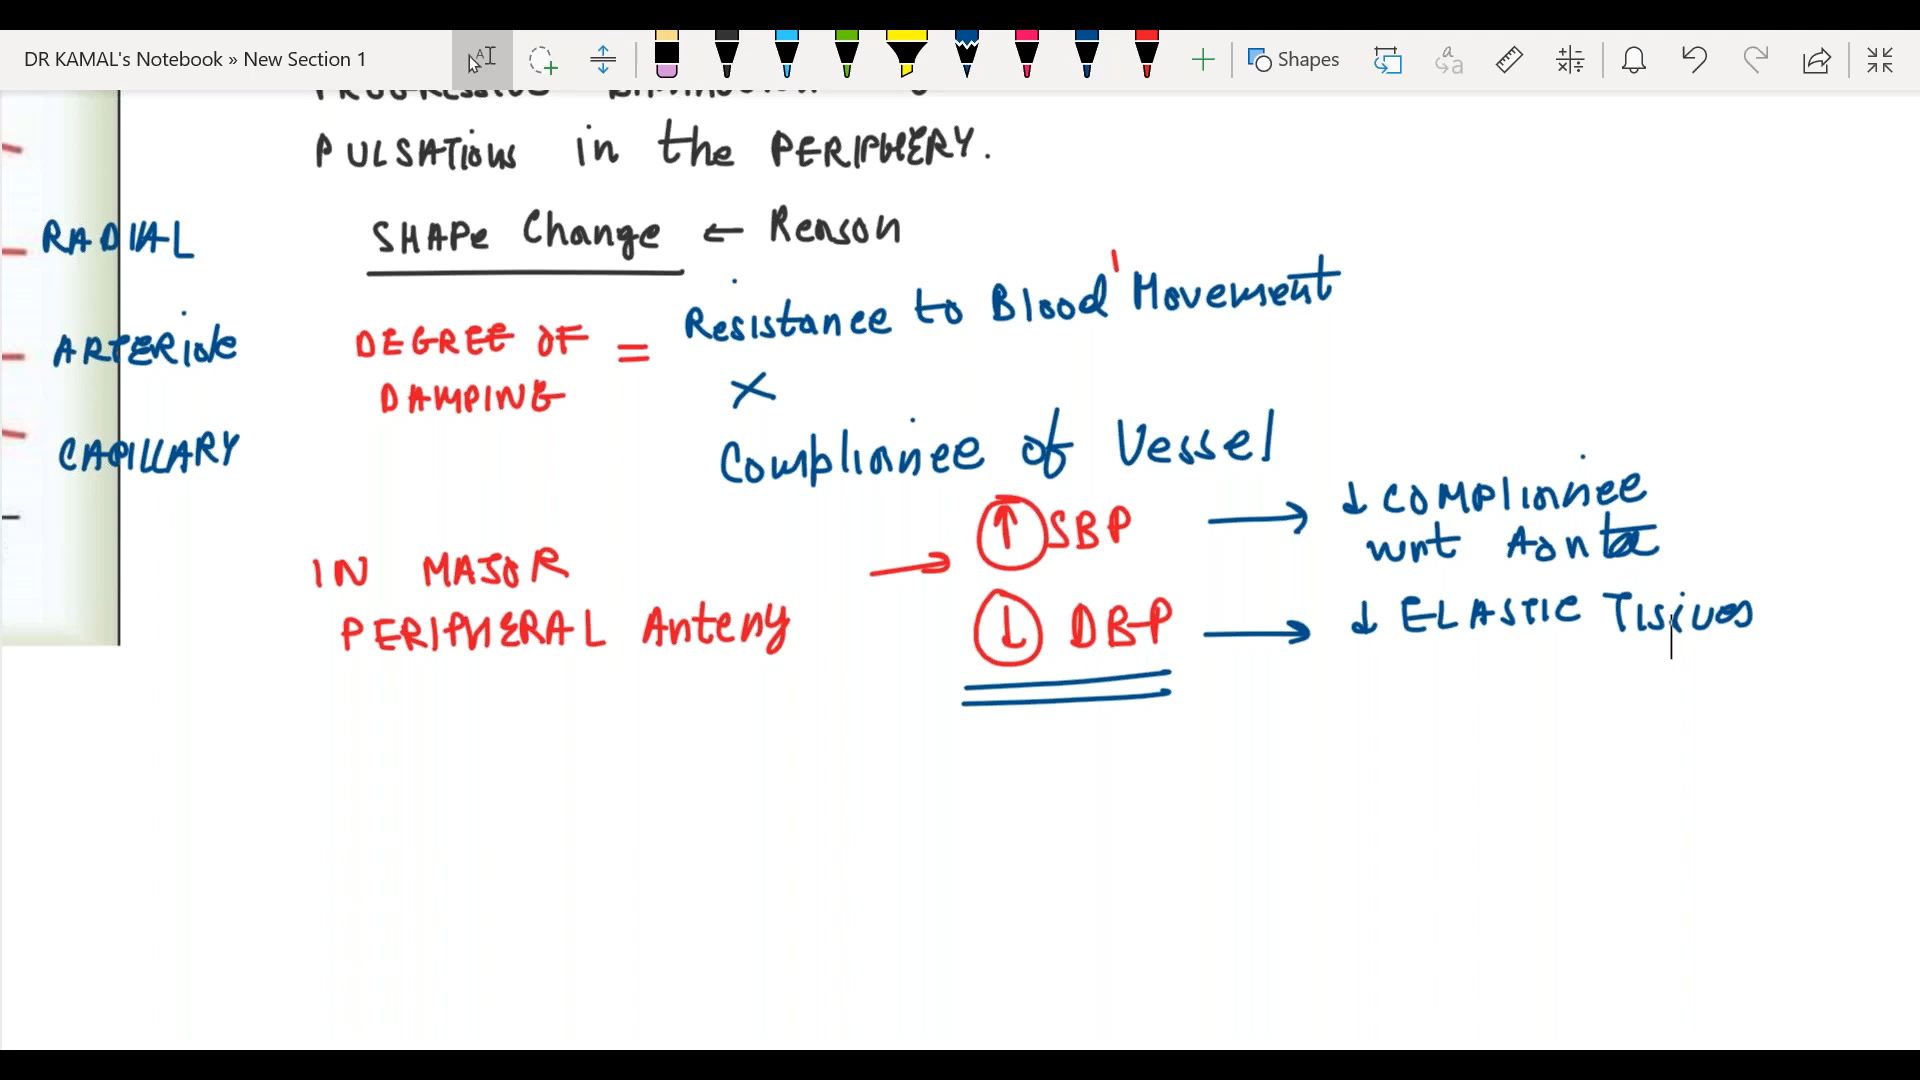 DR KAMAL's Notebook » New Section 1
Shapes
PULSATions in the PERIPHERY.
SHAPe Change ← Reason
RADIAL
Resistance to Blood Movement
ARTERiole
DEGREE OF =
DAMPING
×
Compliance of Vessel
CAPILLARY
↑ SBP → ↓ COMPliance
wrt Aorta
IN MAJOR →
PERIPHERAL Artery
↓ DBP → ↓ ELASTIC Tissues